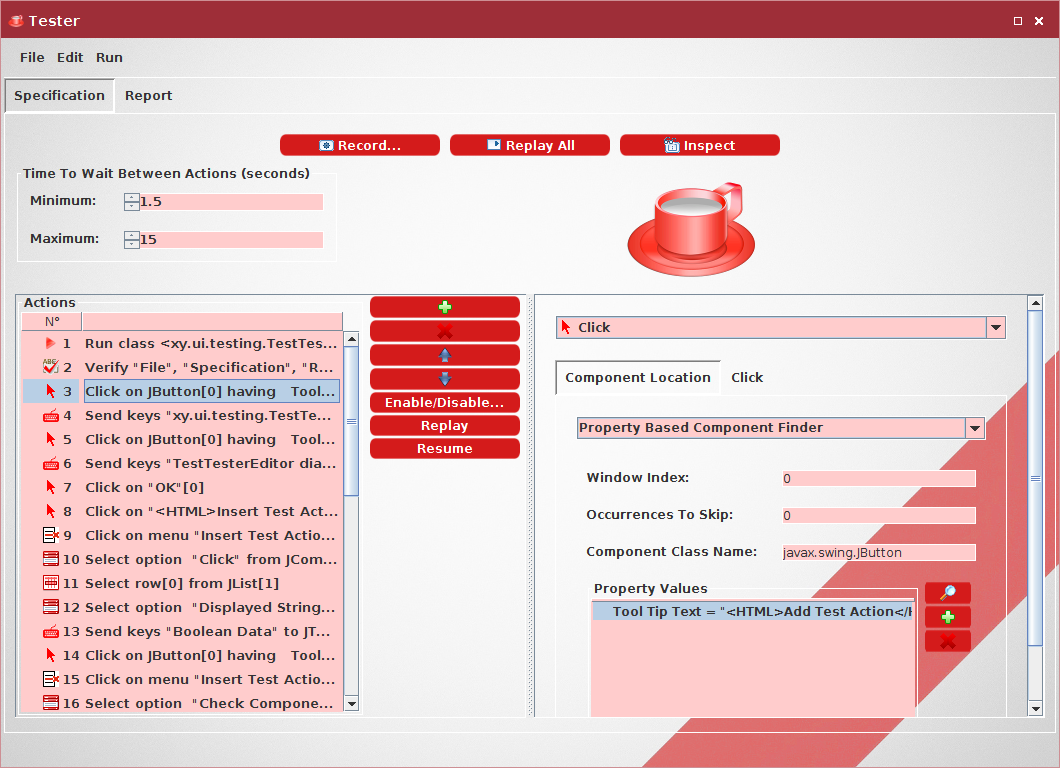 Tester
File Edit Run
Specification Report
Record... Replay All Inspect
Time To Wait Between Actions (seconds)
Minimum: 1.5
Maximum: 15
Actions
N°
1 Run class <xy.ui.testing.TestTes...
2 Verify "File", "Specification", "R...
3 Click on JButton[0] having Tool...
4 Send keys "xy.ui.testing.TestTe...
5 Click on JButton[0] having Tool...
6 Send keys "TestTesterEditor dia...
7 Click on "OK"[0]
8 Click on "<HTML>Insert Test Act...
9 Click on menu "Insert Test Actio...
10 Select option "Click" from JCom...
11 Select row[0] from JList[1]
12 Select option "Displayed String...
13 Send keys "Boolean Data" to JT...
14 Click on JButton[0] having Tool...
15 Click on menu "Insert Test Actio...
16 Select option "Check Compone...
Enable/Disable...
Replay
Resume
Click
Component Location Click
Property Based Component Finder
Window Index: 0
Occurrences To Skip: 0
Component Class Name: javax.swing.JButton
Property Values
Tool Tip Text = "<HTML>Add Test Action</